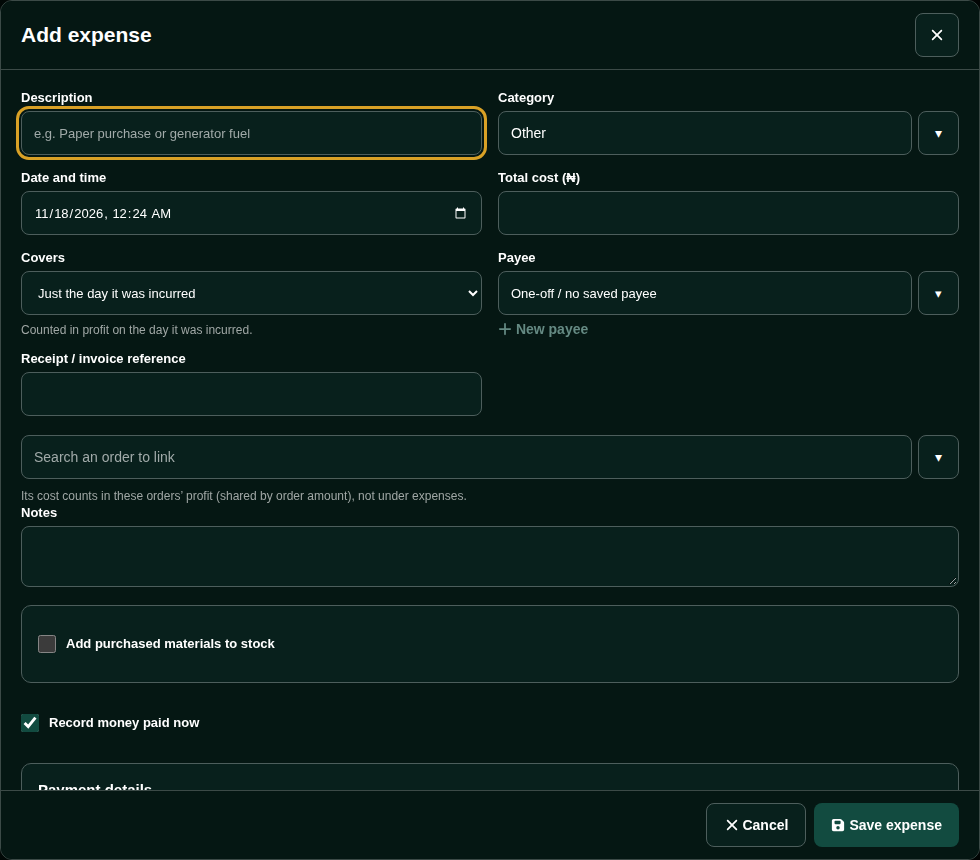 Add expense
Description
Category
e.g. Paper purchase or generator fuel
Other
Date and time
Total cost (₦)
11/18/2026, 12:24 AM
Covers
Payee
Just the day it was incurred
One-off / no saved payee
Counted in profit on the day it was incurred.
New payee
Receipt / invoice reference
Search an order to link
Its cost counts in these orders' profit (shared by order amount), not under expenses.
Notes
Add purchased materials to stock
Record money paid now
Payment details
Cancel
Save expense